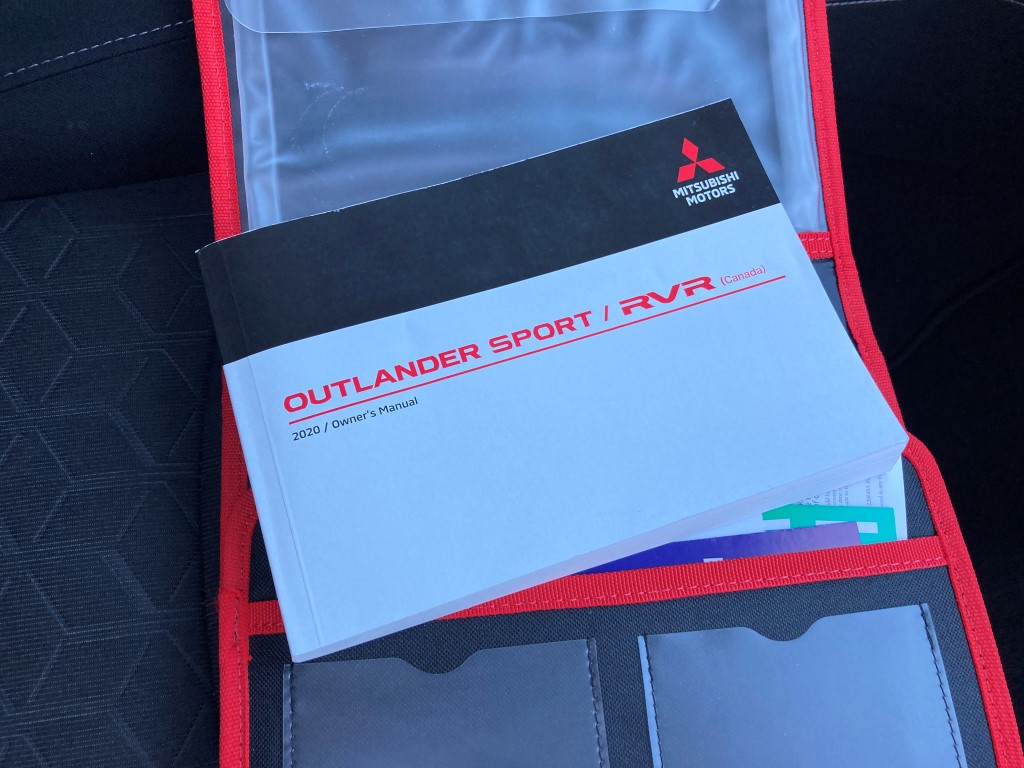 MITSUBISHI
MOTORS
OUTLANDER SPORT / RVR (Canada)
2020 / Owner's Manual